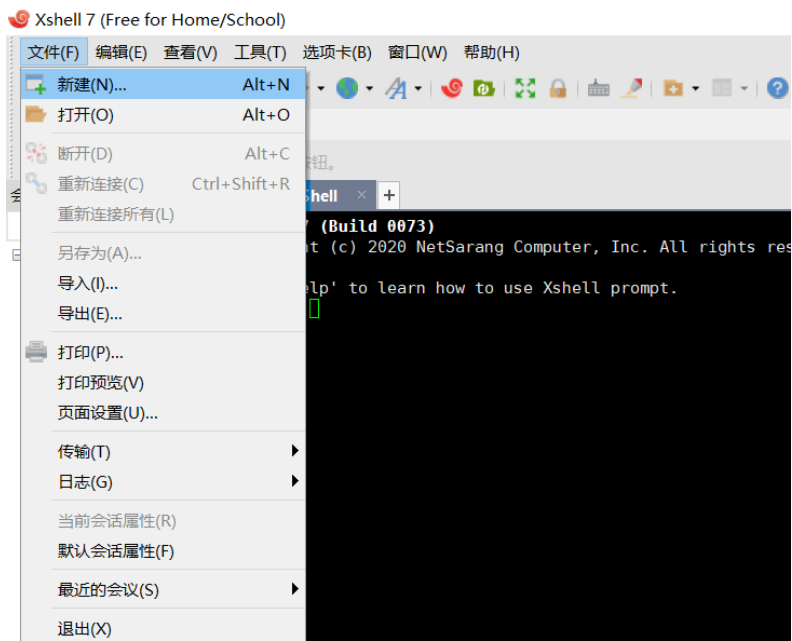 Xshell 7 (Free for Home/School)
文件(F) 编辑(E) 查看(V) 工具(T) 选项卡(B) 窗口(W) 帮助(H)
新建(N)... Alt+N
打开(O) Alt+O
断开(D) Alt+C
钮。
重新连接(C) Ctrl+Shift+R
hell × +
重新连接所有(L)
(Build 0073)
另存为(A)...
(c) 2020 NetSarang Computer, Inc. All rights res
导入(I)...
lp' to learn how to use Xshell prompt.
导出(E)...
打印(P)...
打印预览(V)
页面设置(U)...
传输(T)
日志(G)
当前会话属性(R)
默认会话属性(F)
最近的会议(S)
退出(X)